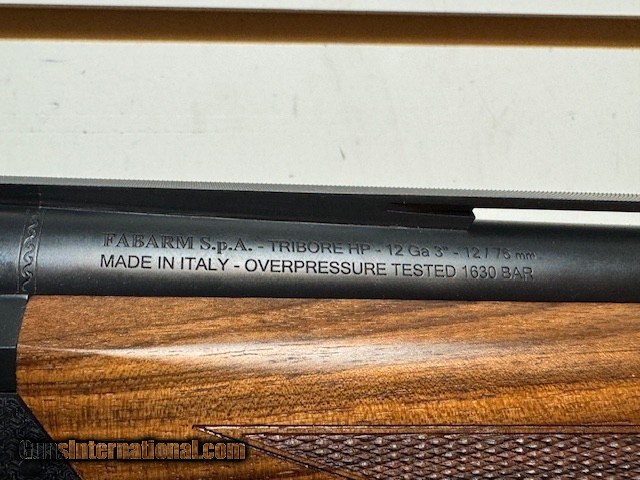 FABARM S.p.A. - TRIBORE HP - 12 Ga 3" - 12 / 76 mm
MADE IN ITALY - OVERPRESSURE TESTED 1630 BAR
GunsInternational.com